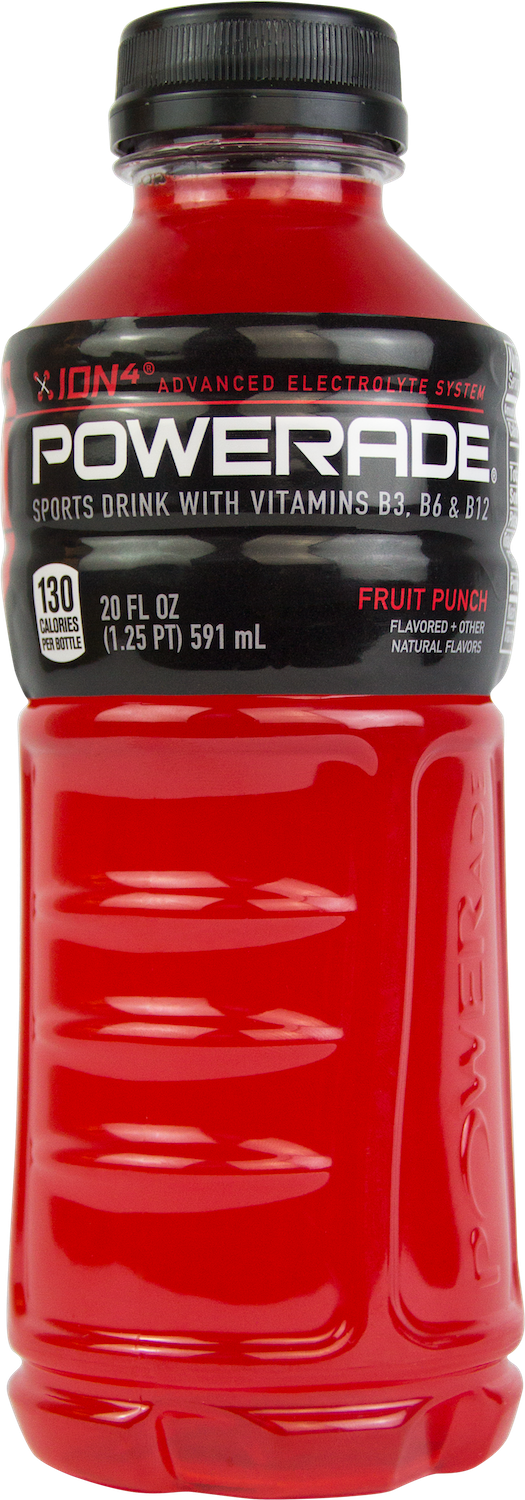 ION4® ADVANCED ELECTROLYTE SYSTEM
POWERADE®
SPORTS DRINK WITH VITAMINS B3, B6 & B12
130
CALORIES
PER BOTTLE
20 FL OZ
(1.25 PT) 591 mL
FRUIT PUNCH
FLAVORED + OTHER
NATURAL FLAVORS
POWERADE